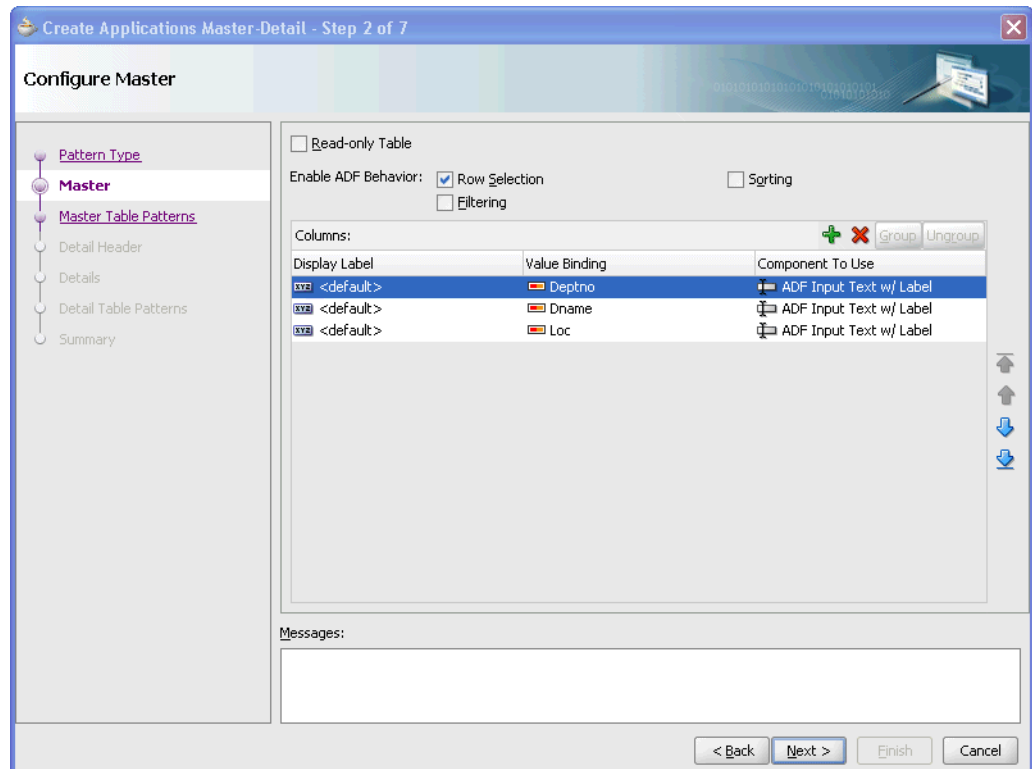 Create Applications Master-Detail - Step 2 of 7
Configure Master
Pattern Type
Master
Master Table Patterns
Detail Header
Details
Detail Table Patterns
Summary
Read-only Table
Enable ADF Behavior: Row Selection Sorting
Filtering
Columns: Group Ungroup
Display Label Value Binding Component To Use
<default> Deptno ADF Input Text w/ Label
<default> Dname ADF Input Text w/ Label
<default> Loc ADF Input Text w/ Label
Messages:
< Back Next > Finish Cancel